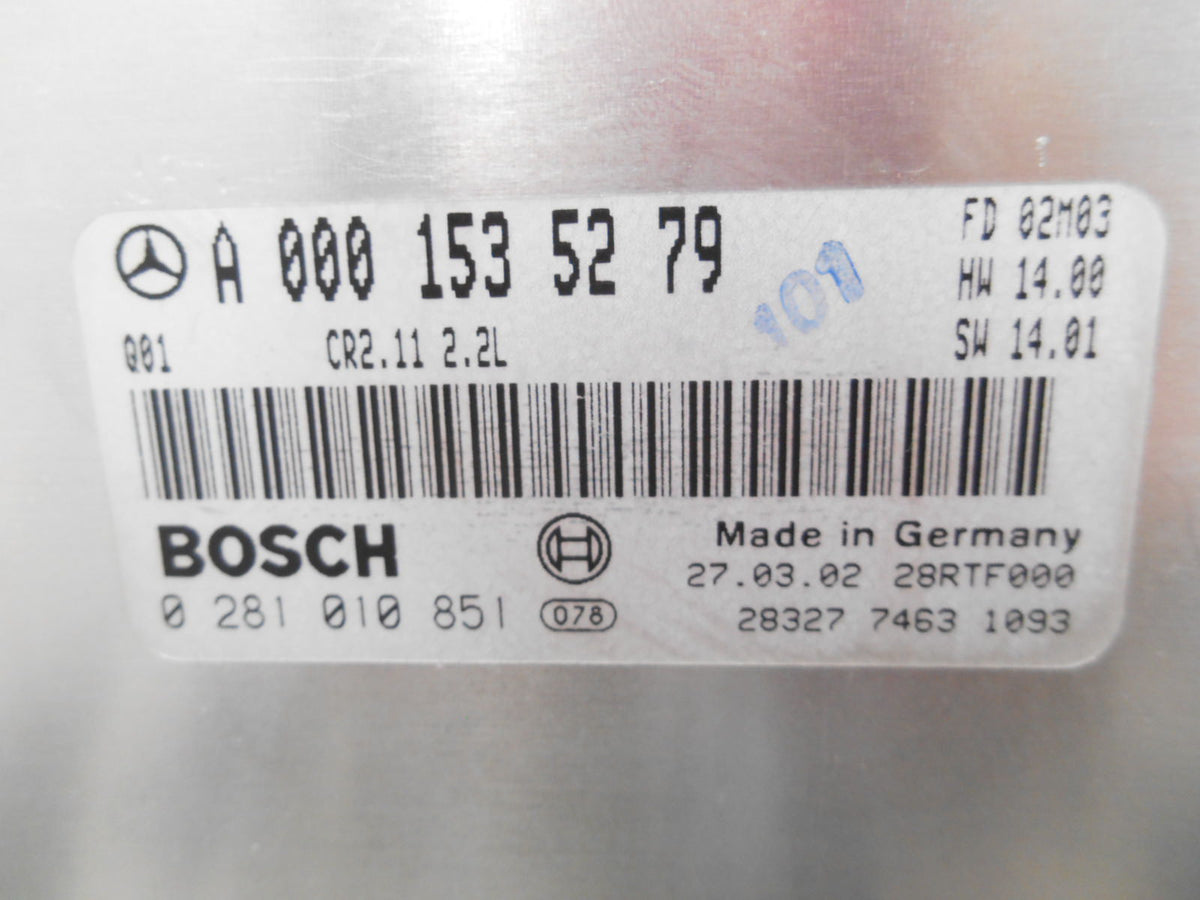 A 000 153 52 79
101
FD 02M03
HW 14.00
Q01 CR2.11 2.2L
SW 14.01
BOSCH
Made in Germany
27.03.02 28RTF000
0 281 010 851 078
28327 7463 1093